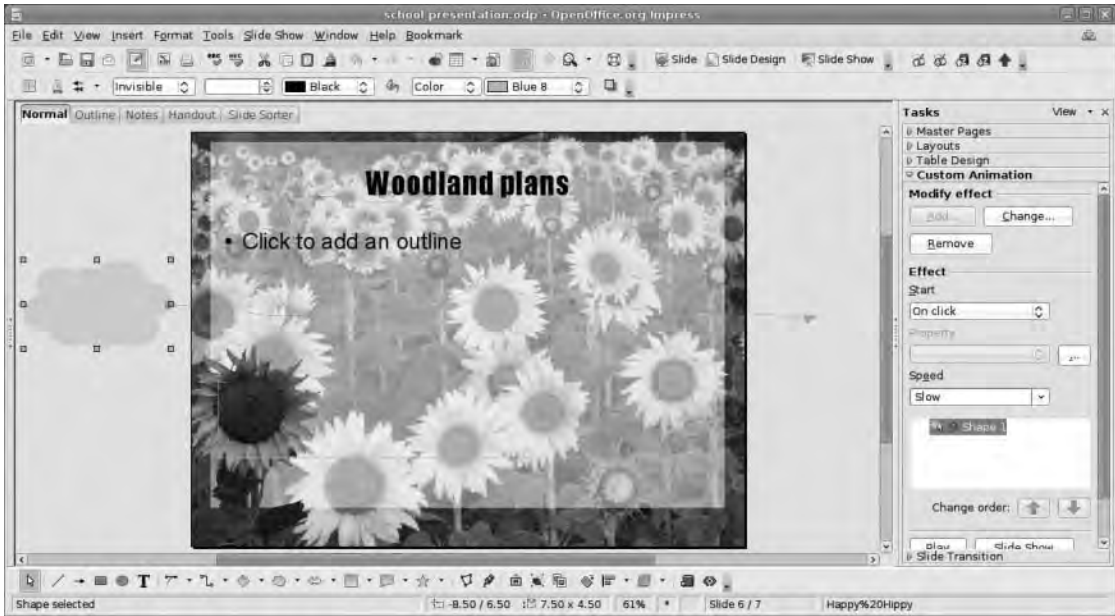 school presentation.odp - OpenOffice.org Impress
File Edit View Insert Format Tools Slide Show Window Help Bookmark
Slide Slide Design Slide Show
Invisible Black Color Blue 8
Normal Outline Notes Handout Slide Sorter
Tasks View
Master Pages
Layouts
Table Design
Custom Animation
Modify effect
Add... Change...
Remove
Effect
Start
On click
Property
Speed
Slow
Shape 1
Change order:
Play Slide Show
Slide Transition
Woodland plans
• Click to add an outline
Shape selected -8.50 / 6.50 7.50 x 4.50 61% * Slide 6 / 7 Happy%20Hippy